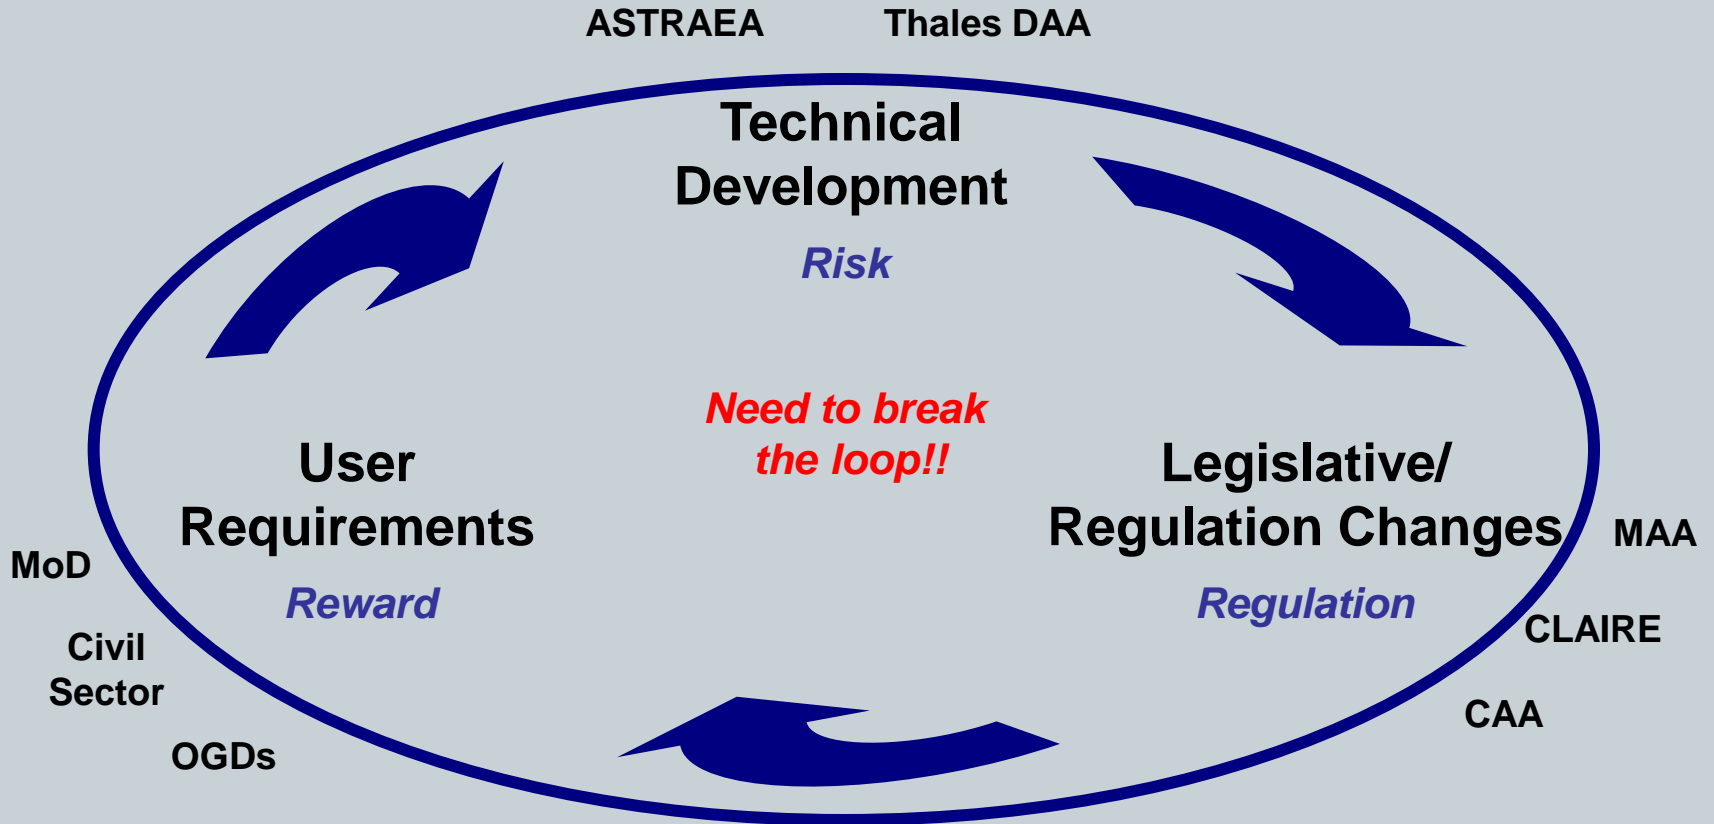 ASTRAEA
Thales DAA
Technical
Development
Risk
Need to break
the loop!!
User
Requirements
Reward
Legislative/
Regulation Changes
Regulation
MoD
Civil
Sector
OGDs
MAA
CLAIRE
CAA